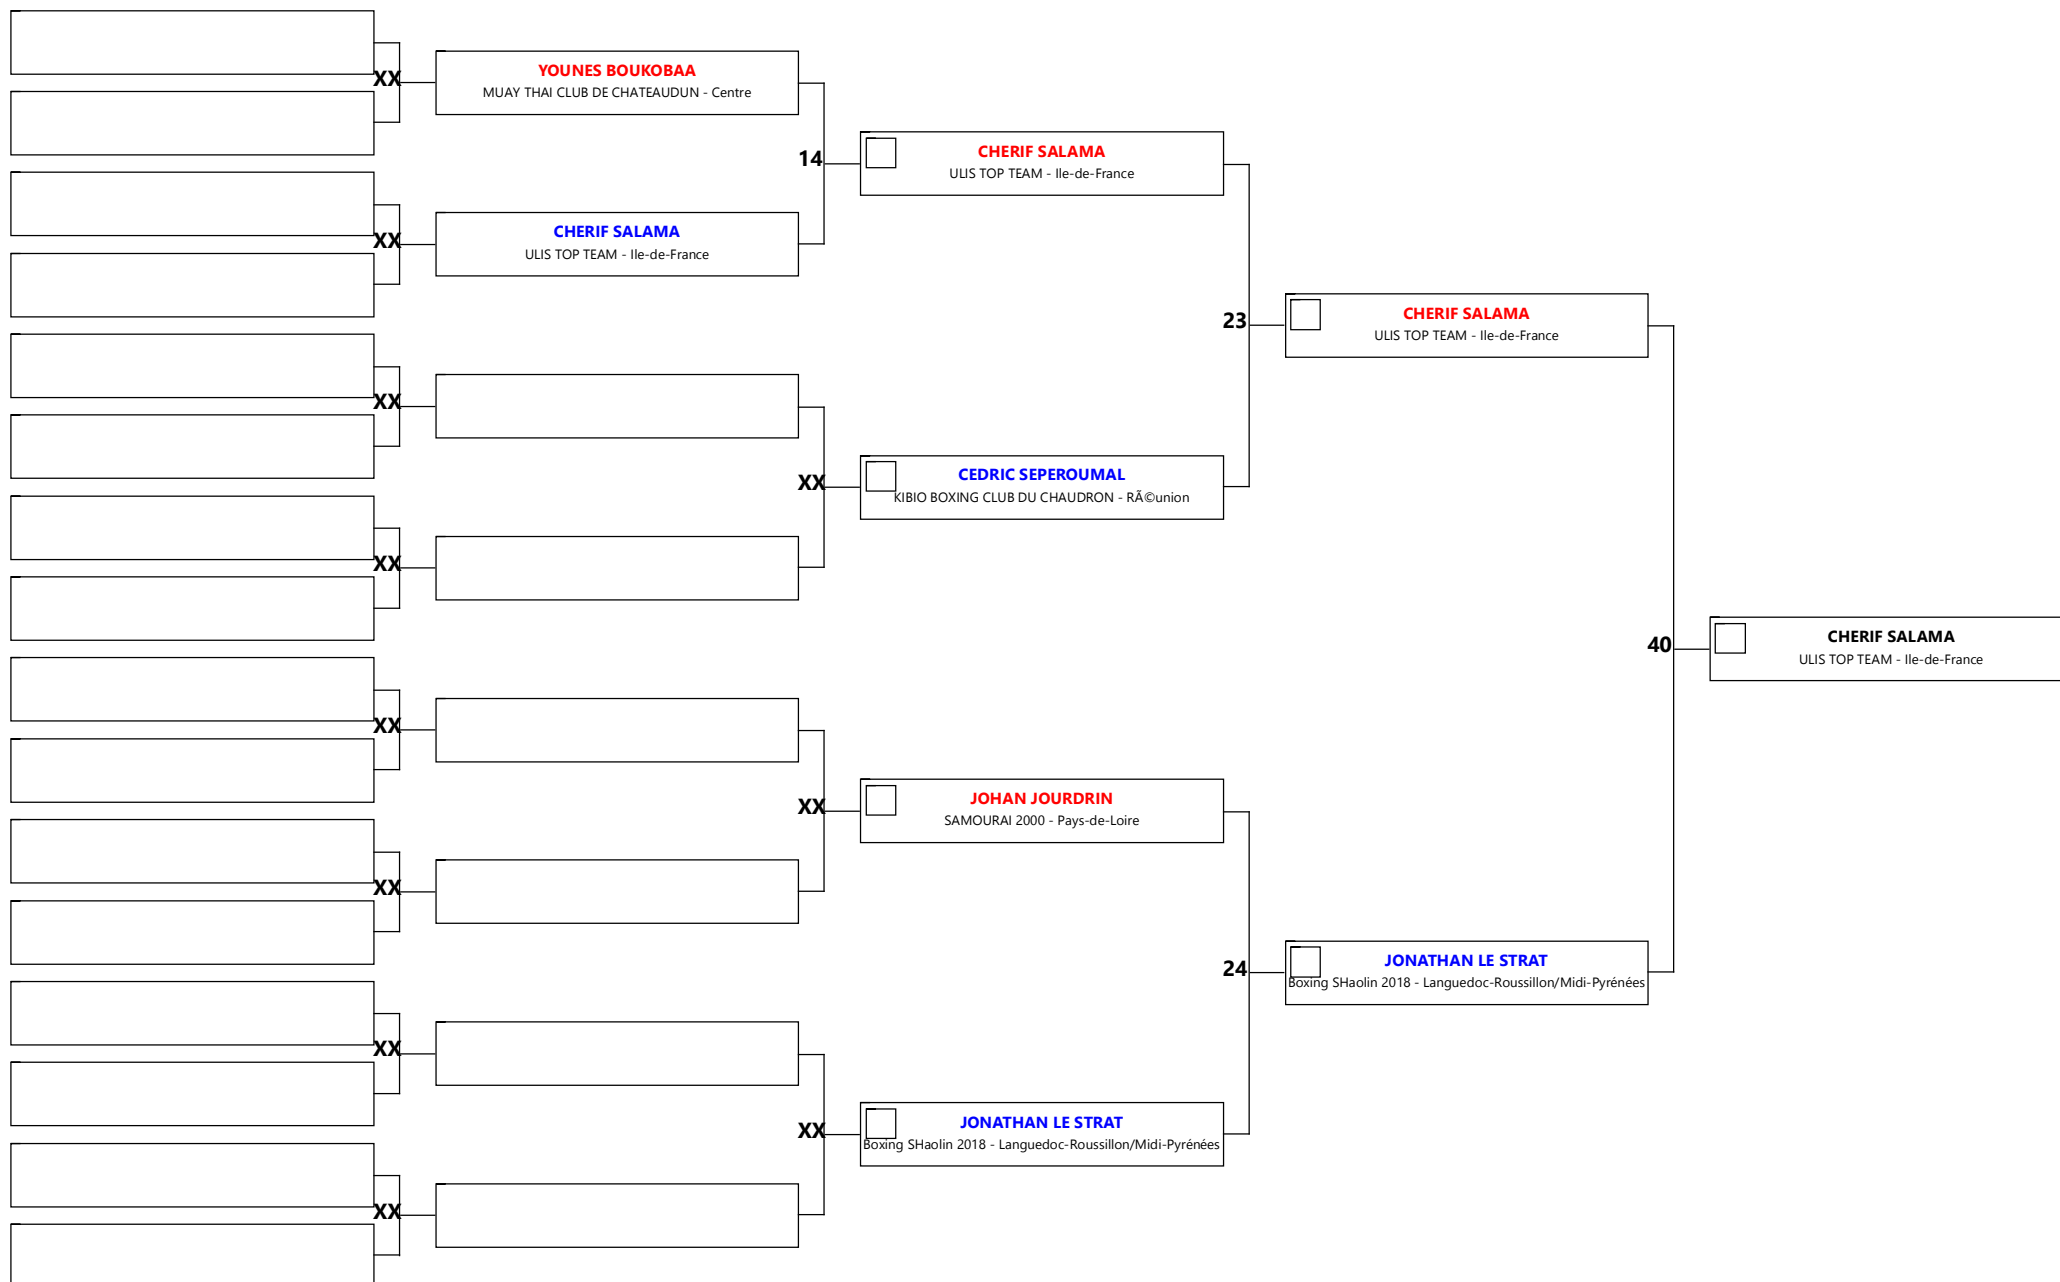 XX
XX
XX
XX
XX
XX
XX
XX
YOUNES BOUKOBAA
MUAY THAI CLUB DE CHATEAUDUN - Centre
CHERIF SALAMA
ULIS TOP TEAM - Ile-de-France
14
XX
XX
XX
CHERIF SALAMA
ULIS TOP TEAM - Ile-de-France
CEDRIC SEPEROUMAL
KIBIO BOXING CLUB DU CHAUDRON - RÃ©union
JOHAN JOURDRIN
SAMOURAI 2000 - Pays-de-Loire
JONATHAN LE STRAT
Boxing SHaolin 2018 - Languedoc-Roussillon/Midi-Pyrénées
23
24
CHERIF SALAMA
ULIS TOP TEAM - Ile-de-France
JONATHAN LE STRAT
Boxing SHaolin 2018 - Languedoc-Roussillon/Midi-Pyrénées
40
CHERIF SALAMA
ULIS TOP TEAM - Ile-de-France